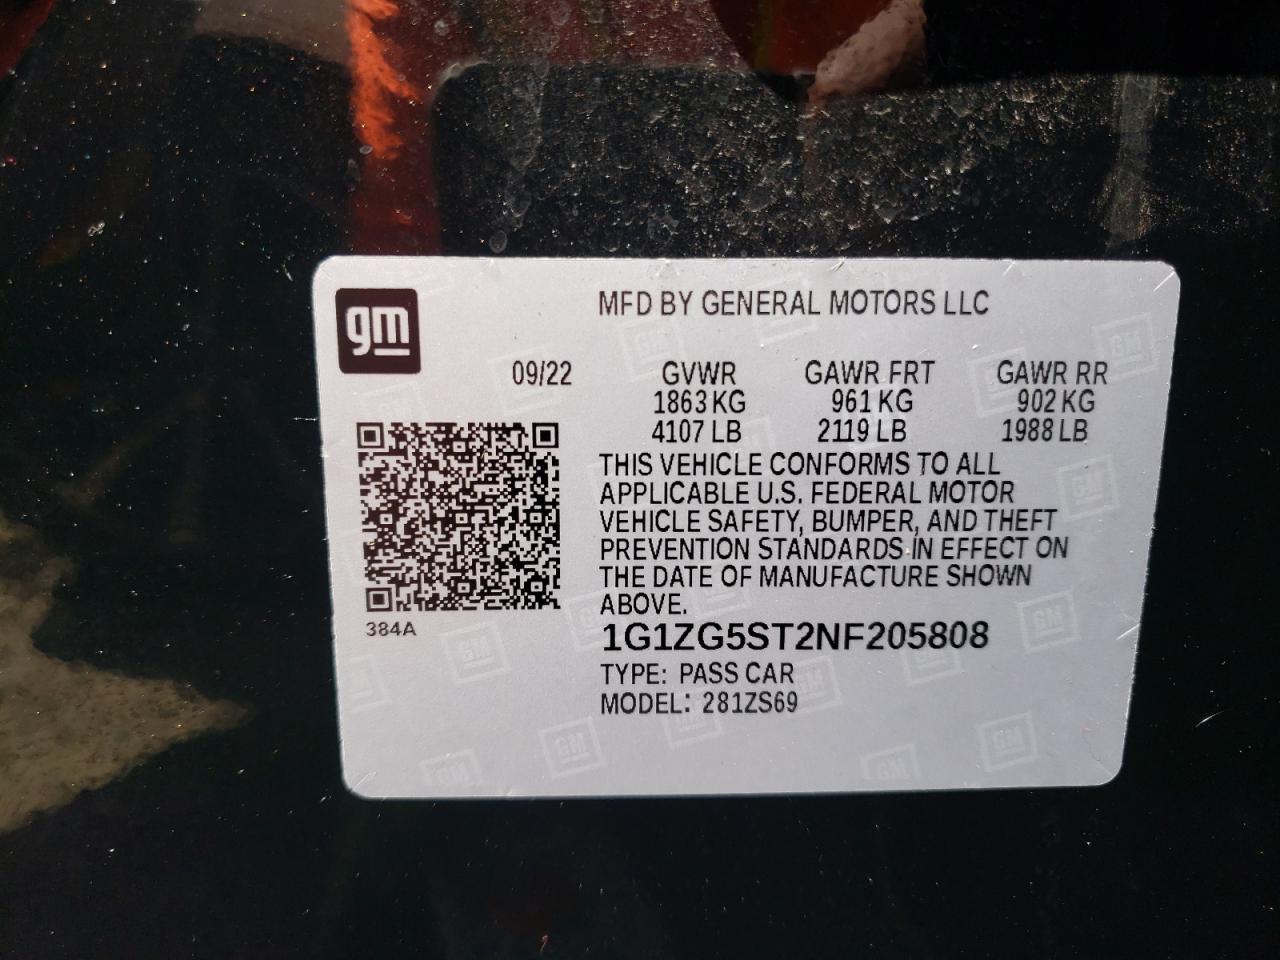 gm
MFD BY GENERAL MOTORS LLC
09/22 GVWR GAWR FRT GAWR RR
1863 KG 961 KG 902 KG
4107 LB 2119 LB 1988 LB
THIS VEHICLE CONFORMS TO ALL
APPLICABLE U.S. FEDERAL MOTOR
VEHICLE SAFETY, BUMPER, AND THEFT
PREVENTION STANDARDS IN EFFECT ON
THE DATE OF MANUFACTURE SHOWN
ABOVE.
384A
1G1ZG5ST2NF205808
TYPE: PASS CAR
MODEL: 281ZS69